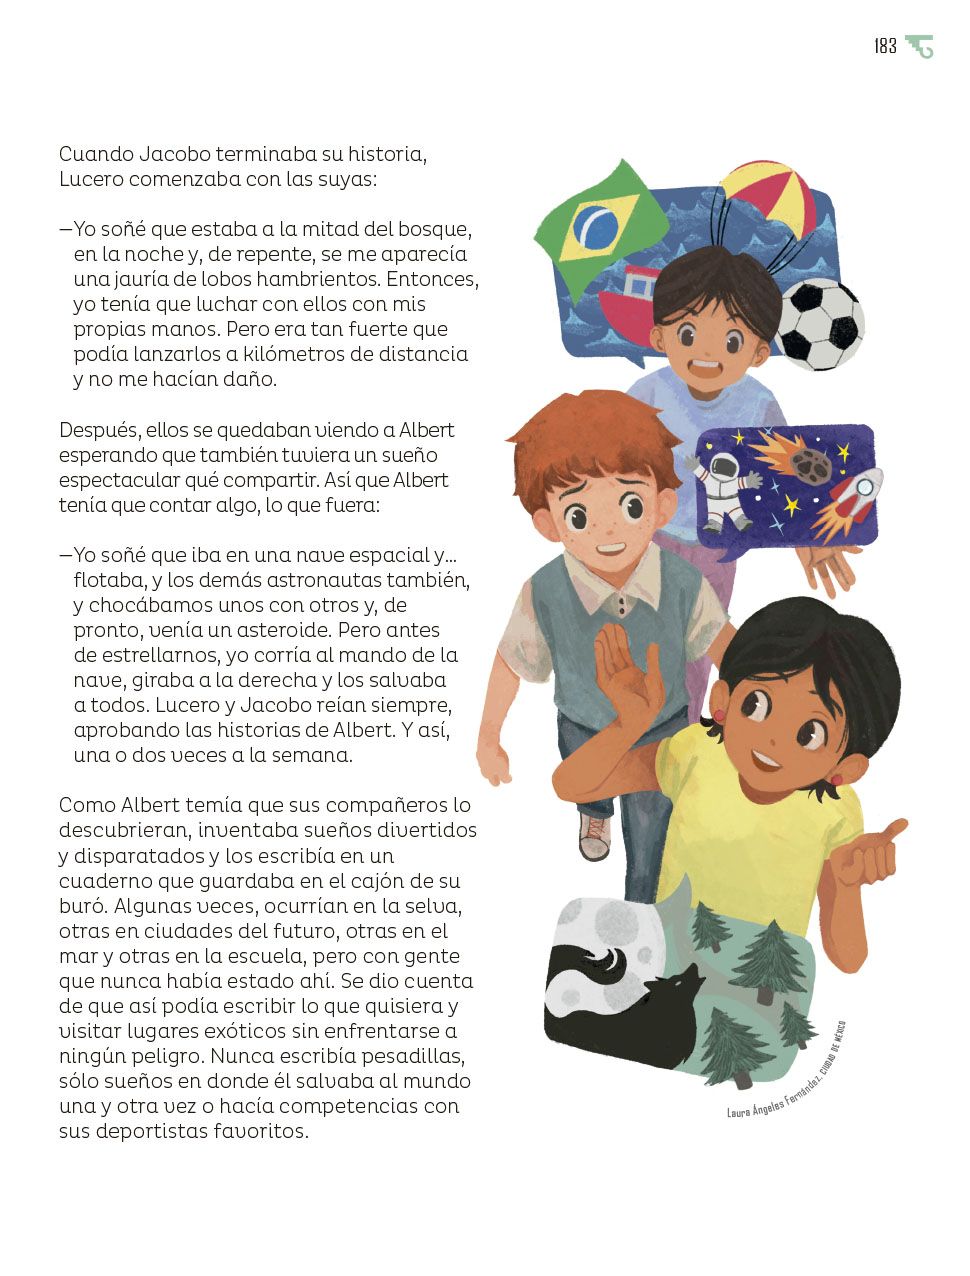 183
Cuando Jacobo terminaba su historia,
Lucero comenzaba con las suyas:
—Yo soñé que estaba a la mitad del bosque,
en la noche y, de repente, se me aparecía
una jauría de lobos hambrientos. Entonces,
yo tenía que luchar con ellos con mis
propias manos. Pero era tan fuerte que
podía lanzarlos a kilómetros de distancia
y no me hacían daño.
Después, ellos se quedaban viendo a Albert
esperando que también tuviera un sueño
espectacular qué compartir. Así que Albert
tenía que contar algo, lo que fuera:
—Yo soñé que iba en una nave espacial y...
flotaba, y los demás astronautas también,
y chocábamos unos con otros y, de
pronto, venía un asteroide. Pero antes
de estrellarnos, yo corría al mando de la
nave, giraba a la derecha y los salvaba
a todos. Lucero y Jacobo reían siempre,
aprobando las historias de Albert. Y así,
una o dos veces a la semana.
Como Albert temía que sus compañeros lo
descubrieran, inventaba sueños divertidos
y disparatados y los escribía en un
cuaderno que guardaba en el cajón de su
buró. Algunas veces, ocurrían en la selva,
otras en ciudades del futuro, otras en el
mar y otras en la escuela, pero con gente
que nunca había estado ahí. Se dio cuenta
de que así podía escribir lo que quisiera y
visitar lugares exóticos sin enfrentarse a
ningún peligro. Nunca escribía pesadillas,
sólo sueños en donde él salvaba al mundo
una y otra vez o hacía competencias con
sus deportistas favoritos.
Laura Ángeles Fernández, CIUDAD DE MÉXICO